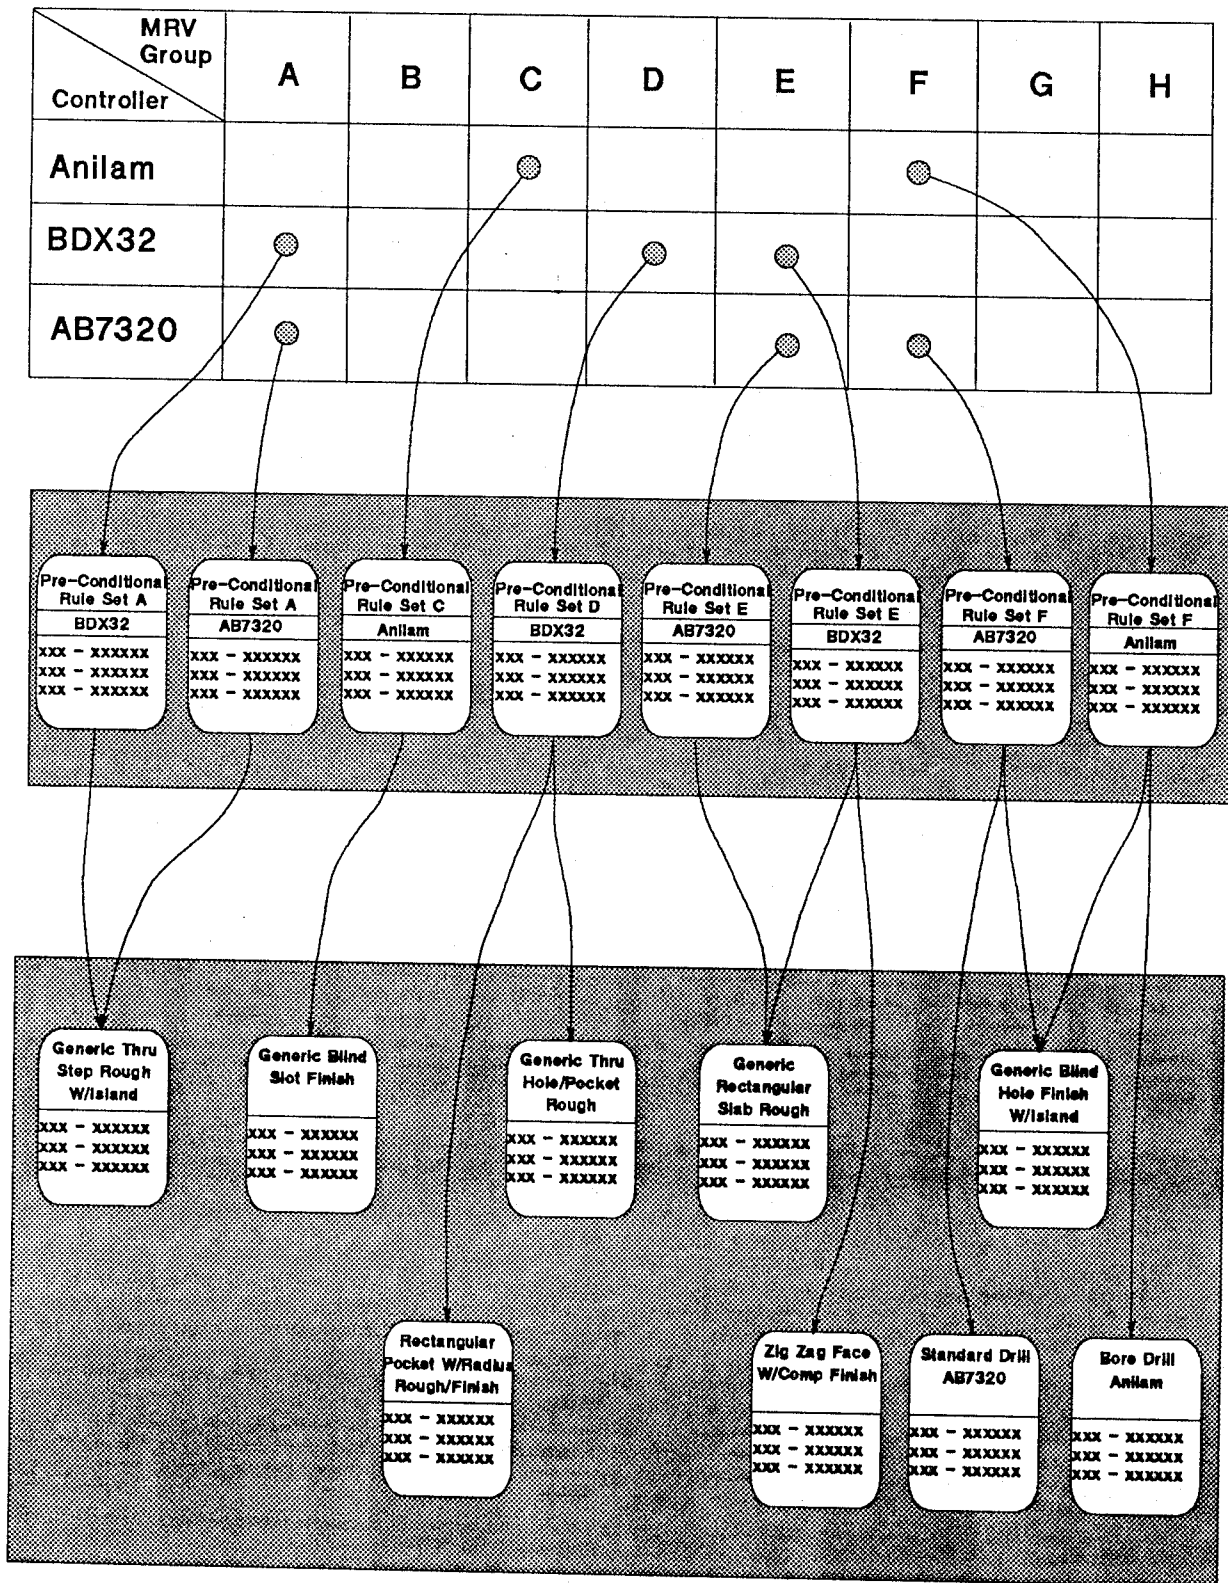 MRV
Group
Controller
A B C D E F G H
Anilam
BDX32
AB7320
Pre-Conditional
Rule Set A
BDX32
xxx - xxxxxx
xxx - xxxxxx
xxx - xxxxxx
Pre-Conditional
Rule Set A
AB7320
xxx - xxxxxx
xxx - xxxxxx
xxx - xxxxxx
Pre-Conditional
Rule Set C
Anilam
xxx - xxxxxx
xxx - xxxxxx
xxx - xxxxxx
Pre-Conditional
Rule Set D
BDX32
xxx - xxxxxx
xxx - xxxxxx
xxx - xxxxxx
Pre-Conditional
Rule Set E
AB7320
xxx - xxxxxx
xxx - xxxxxx
xxx - xxxxxx
Pre-Conditional
Rule Set E
BDX32
xxx - xxxxxx
xxx - xxxxxx
xxx - xxxxxx
Pre-Conditional
Rule Set F
AB7320
xxx - xxxxxx
xxx - xxxxxx
xxx - xxxxxx
Pre-Conditional
Rule Set F
Anilam
xxx - xxxxxx
xxx - xxxxxx
xxx - xxxxxx
Generic Thru
Step Rough
W/Island
xxx - xxxxxx
xxx - xxxxxx
xxx - xxxxxx
Generic Blind
Slot Finish
xxx - xxxxxx
xxx - xxxxxx
xxx - xxxxxx
Generic Thru
Hole/Pocket
Rough
xxx - xxxxxx
xxx - xxxxxx
xxx - xxxxxx
Generic
Rectangular
Slab Rough
xxx - xxxxxx
xxx - xxxxxx
xxx - xxxxxx
Generic Blind
Hole Finish
W/Island
xxx - xxxxxx
xxx - xxxxxx
xxx - xxxxxx
Rectangular
Pocket W/Radius
Rough/Finish
xxx - xxxxxx
xxx - xxxxxx
xxx - xxxxxx
Zig Zag Face
W/Comp Finish
xxx - xxxxxx
xxx - xxxxxx
xxx - xxxxxx
Standard Drill
AB7320
xxx - xxxxxx
xxx - xxxxxx
xxx - xxxxxx
Bore Drill
Anilam
xxx - xxxxxx
xxx - xxxxxx
xxx - xxxxxx